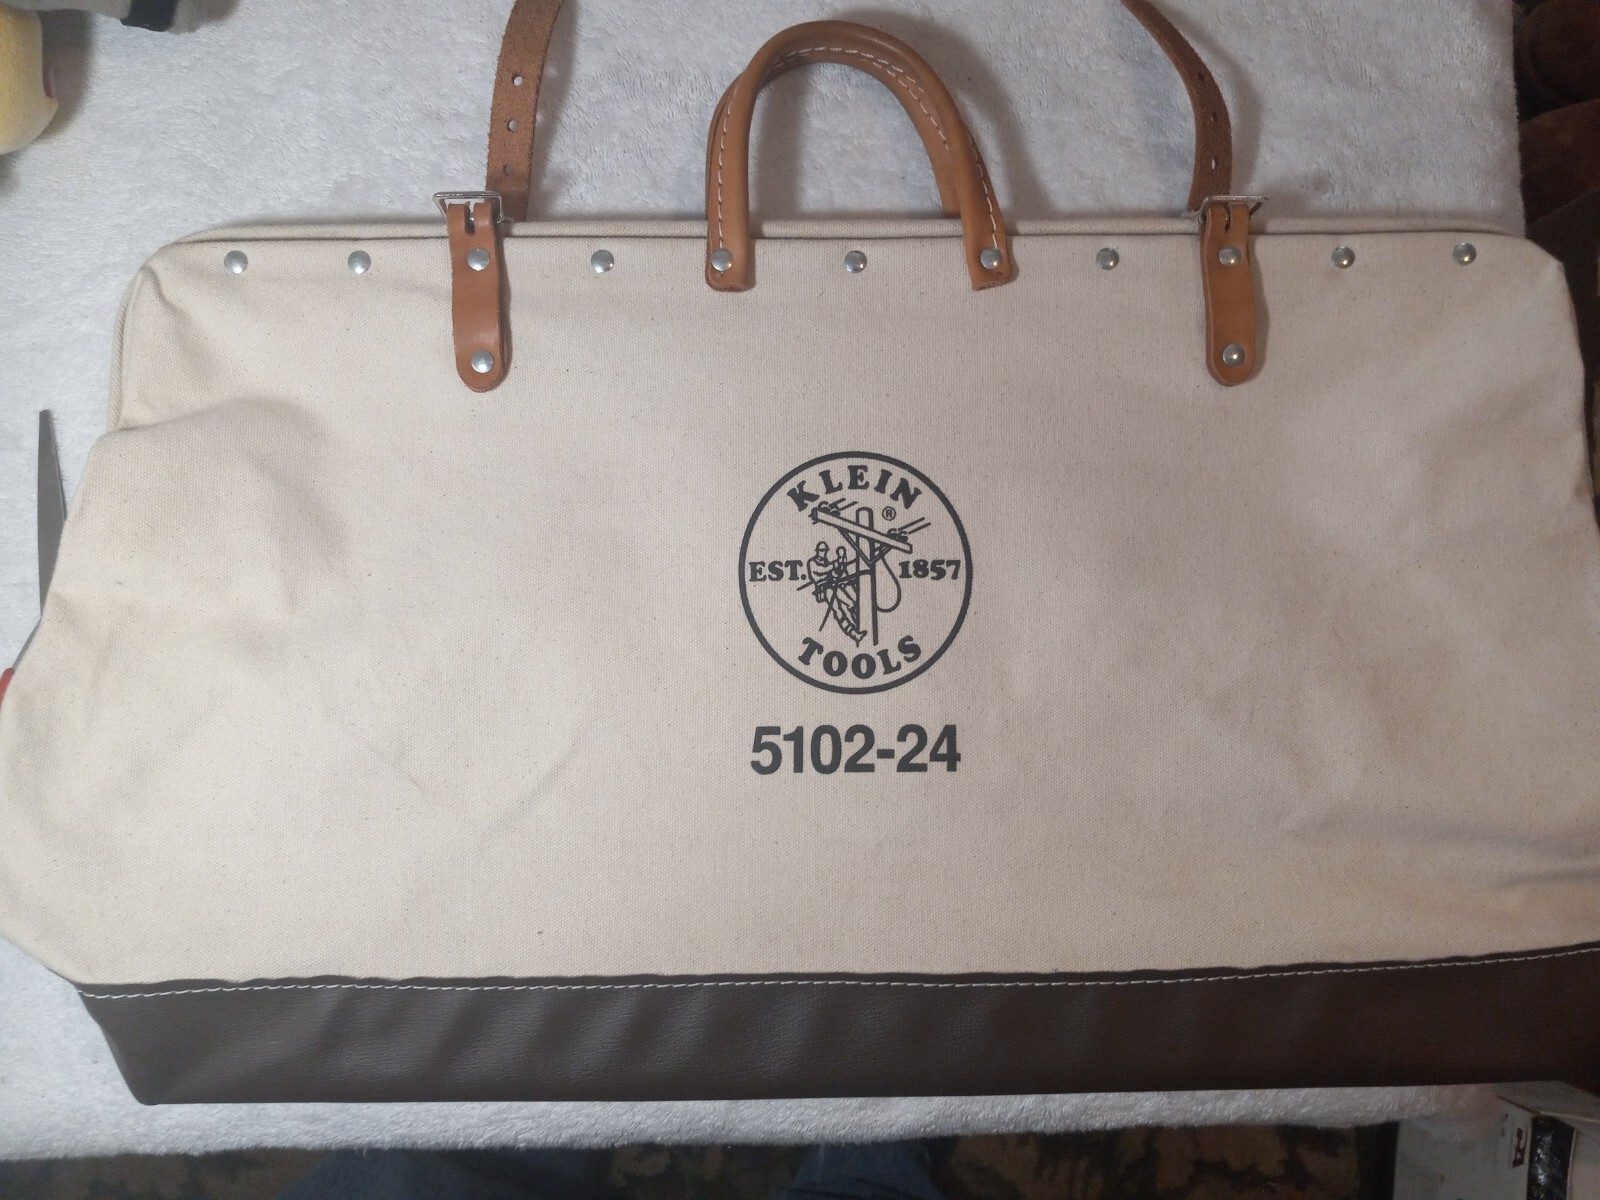 KLEIN
®
EST. 1857
TOOLS
5102-24